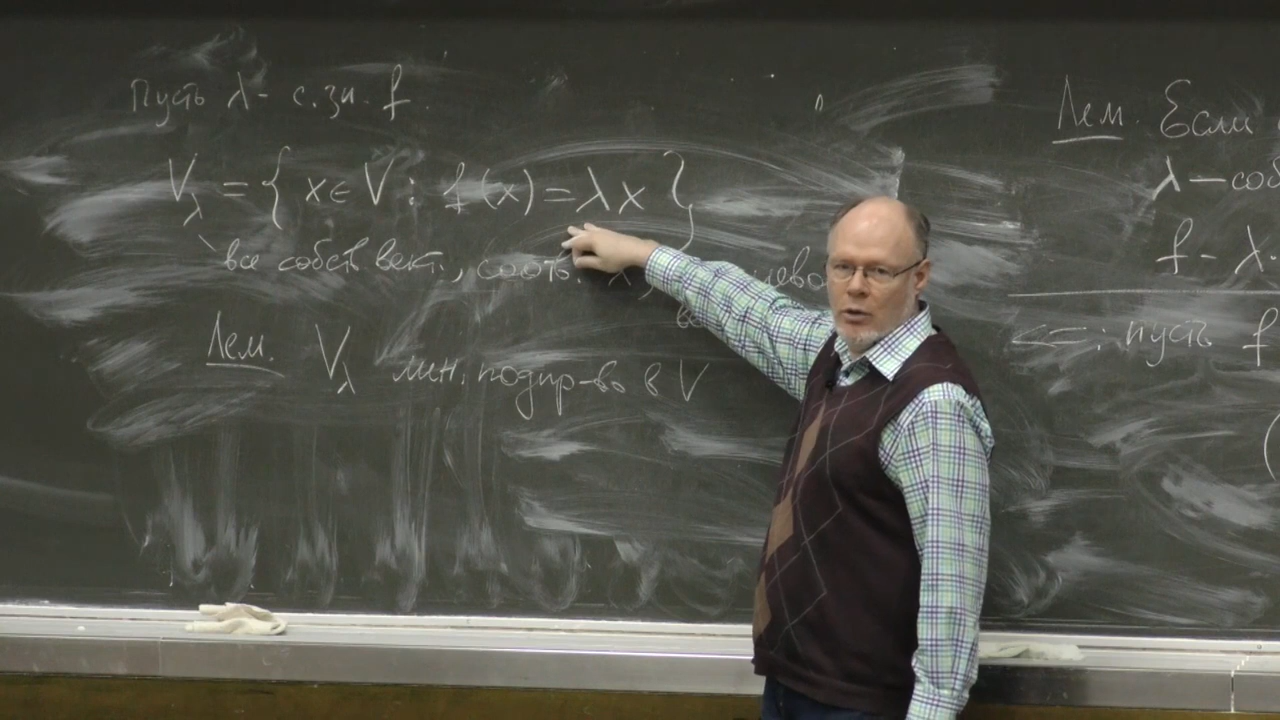 Пусть λ - с. зн. f.
V_λ = { x ∈ V : f(x) = λx }
все собств. вект., соотв. λ,
Лем. V_λ лин. подпр-во в V
Лем. Если
λ - соб
f - λ.
<=: пусть f
(